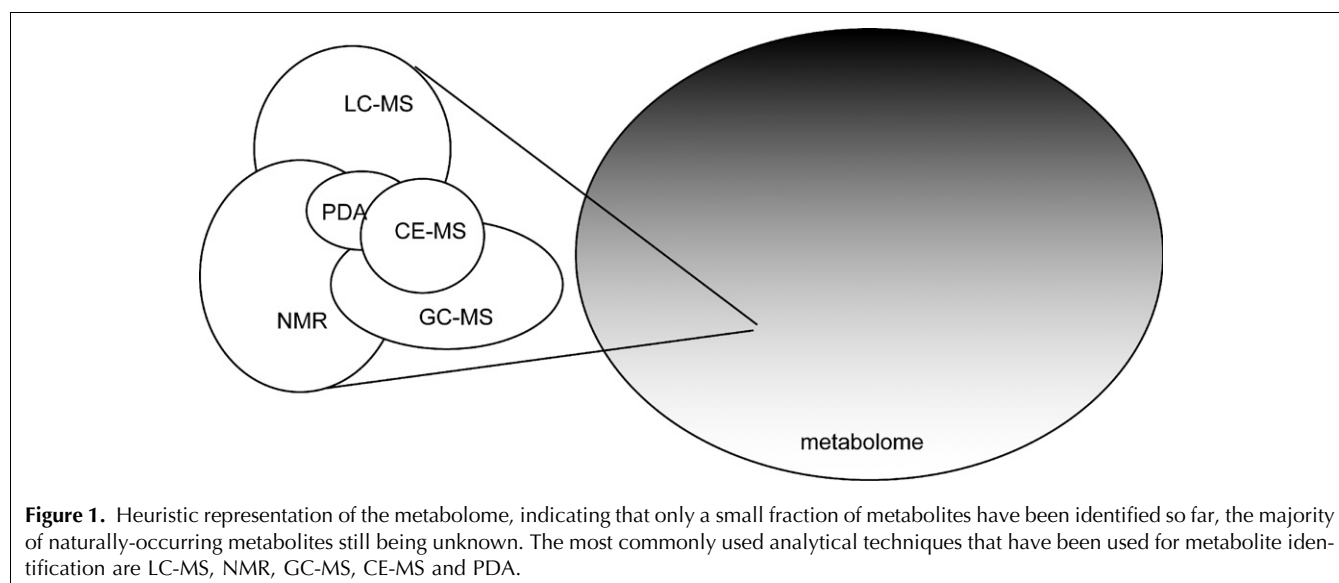 LC-MS
PDA
CE-MS
NMR
GC-MS
metabolome
Figure 1. Heuristic representation of the metabolome, indicating that only a small fraction of metabolites have been identified so far, the majority
of naturally-occurring metabolites still being unknown. The most commonly used analytical techniques that have been used for metabolite iden-
tification are LC-MS, NMR, GC-MS, CE-MS and PDA.